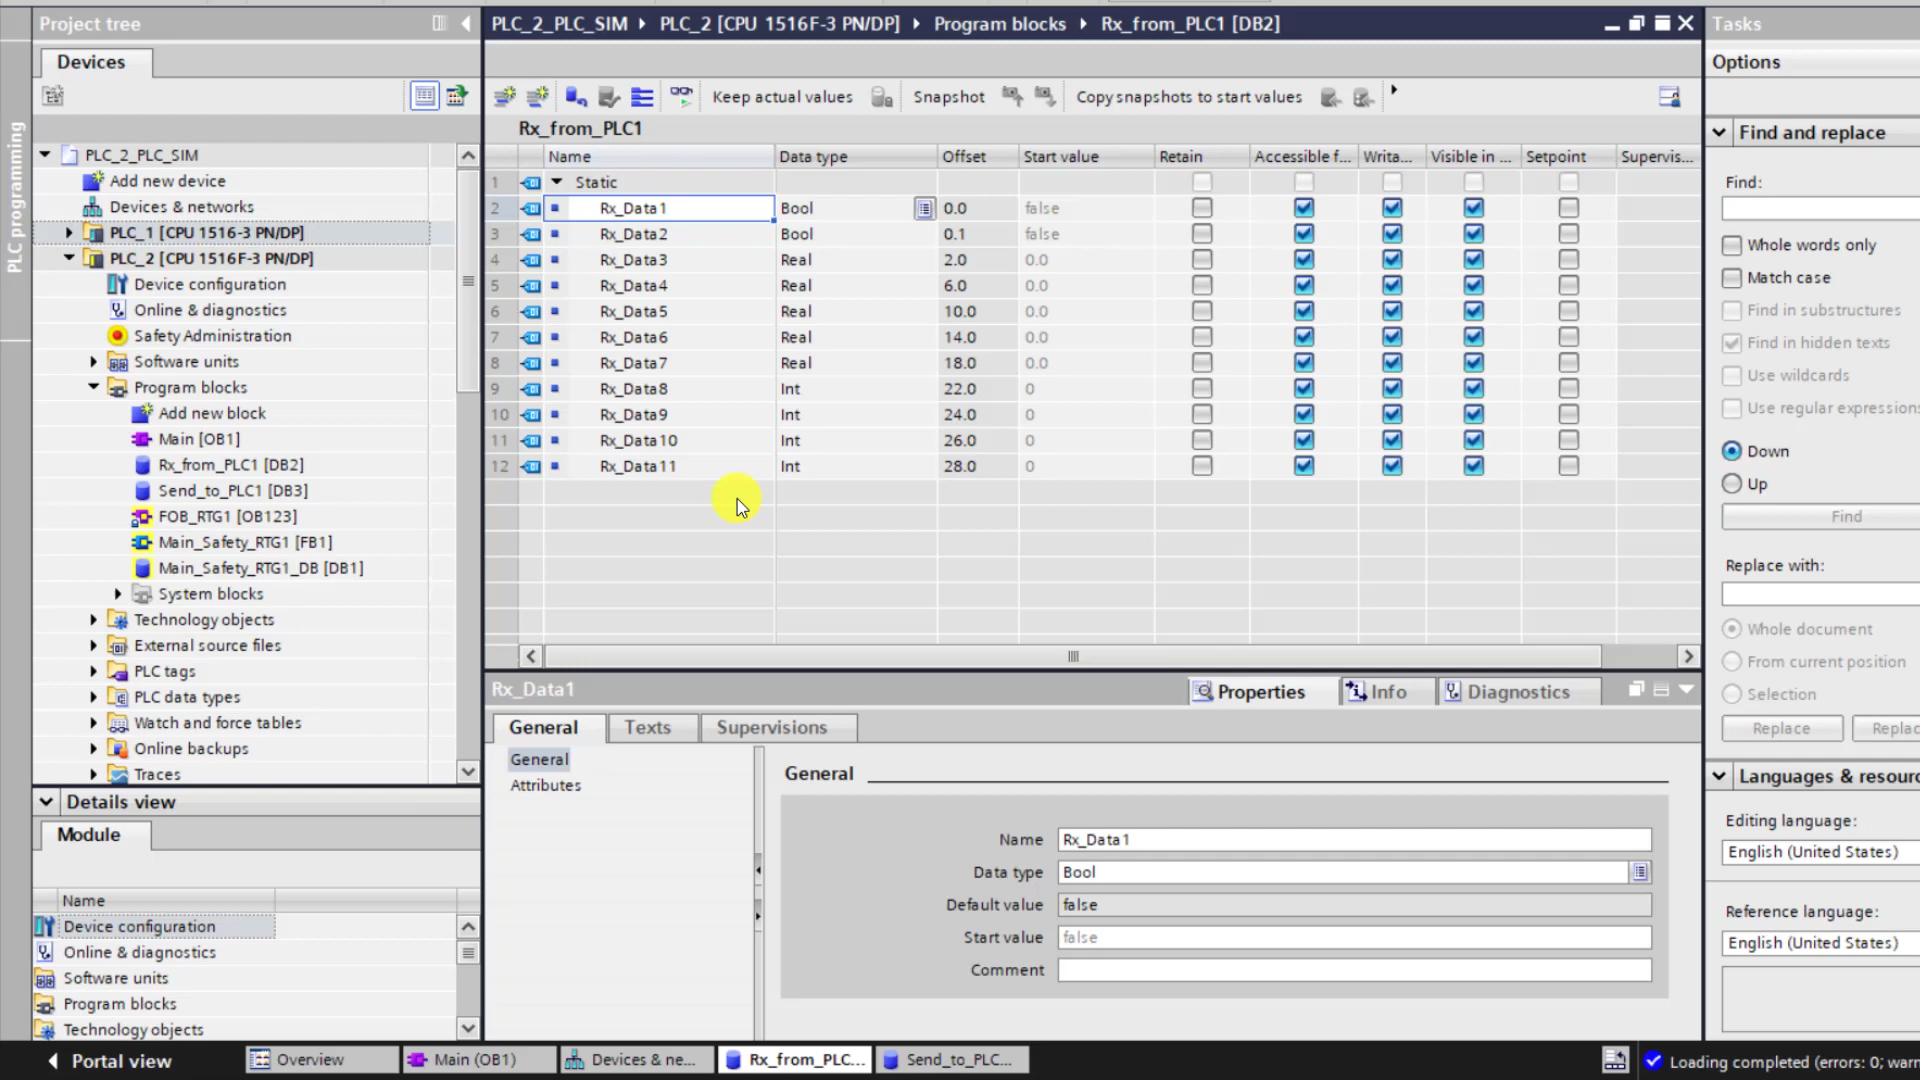 Project tree
PLC_2_PLC_SIM PLC_2 [CPU 1516F-3 PN/DP] Program blocks Rx_from_PLC1 [DB2]
Tasks
Devices
Options
Keep actual values Snapshot Copy snapshots to start values
PLC programming
Rx_from_PLC1
Find and replace
Name Data type Offset Start value Retain Accessible f... Writa... Visible in ... Setpoint Supervis...
1 Static
2 Rx_Data1 Bool 0.0 false
3 Rx_Data2 Bool 0.1 false
4 Rx_Data3 Real 2.0 0.0
5 Rx_Data4 Real 6.0 0.0
6 Rx_Data5 Real 10.0 0.0
7 Rx_Data6 Real 14.0 0.0
8 Rx_Data7 Real 18.0 0.0
9 Rx_Data8 Int 22.0 0
10 Rx_Data9 Int 24.0 0
11 Rx_Data10 Int 26.0 0
12 Rx_Data11 Int 28.0 0
PLC_2_PLC_SIM
Add new device
Devices & networks
PLC_1 [CPU 1516-3 PN/DP]
PLC_2 [CPU 1516F-3 PN/DP]
Device configuration
Online & diagnostics
Safety Administration
Software units
Program blocks
Add new block
Main [OB1]
Rx_from_PLC1 [DB2]
Send_to_PLC1 [DB3]
FOB_RTG1 [OB123]
Main_Safety_RTG1 [FB1]
Main_Safety_RTG1_DB [DB1]
System blocks
Technology objects
External source files
PLC tags
PLC data types
Watch and force tables
Online backups
Traces
Find:
Whole words only
Match case
Find in substructures
Find in hidden texts
Use wildcards
Use regular expressions
Down
Up
Find
Replace with:
Whole document
From current position
Selection
Replace Replac
Languages & resourc
Editing language:
English (United States)
Reference language:
English (United States)
Rx_Data1
Properties Info Diagnostics
General Texts Supervisions
General
Attributes
General
Name Rx_Data1
Data type Bool
Default value false
Start value false
Comment
Details view
Module
Name
Device configuration
Online & diagnostics
Software units
Program blocks
Technology objects
Portal view Overview Main (OB1) Devices & ne... Rx_from_PLC... Send_to_PLC... Loading completed (errors: 0; warn